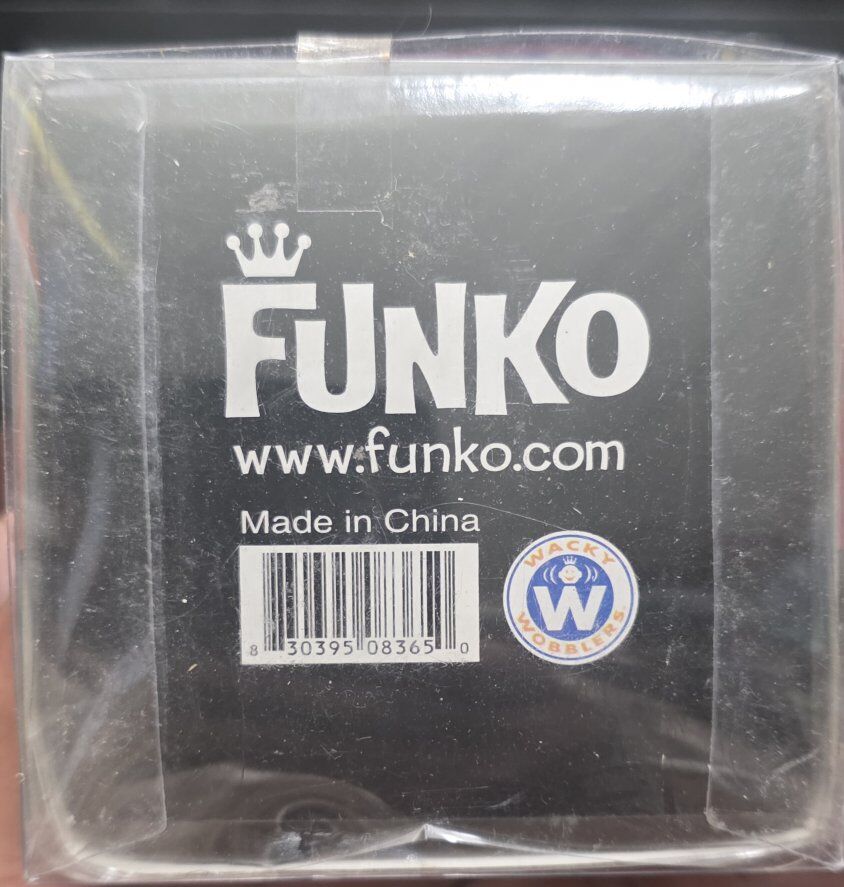 FUNKO
www.funko.com
Made in China
8 30395 08365 0
WACKY
W
WOBBLERS